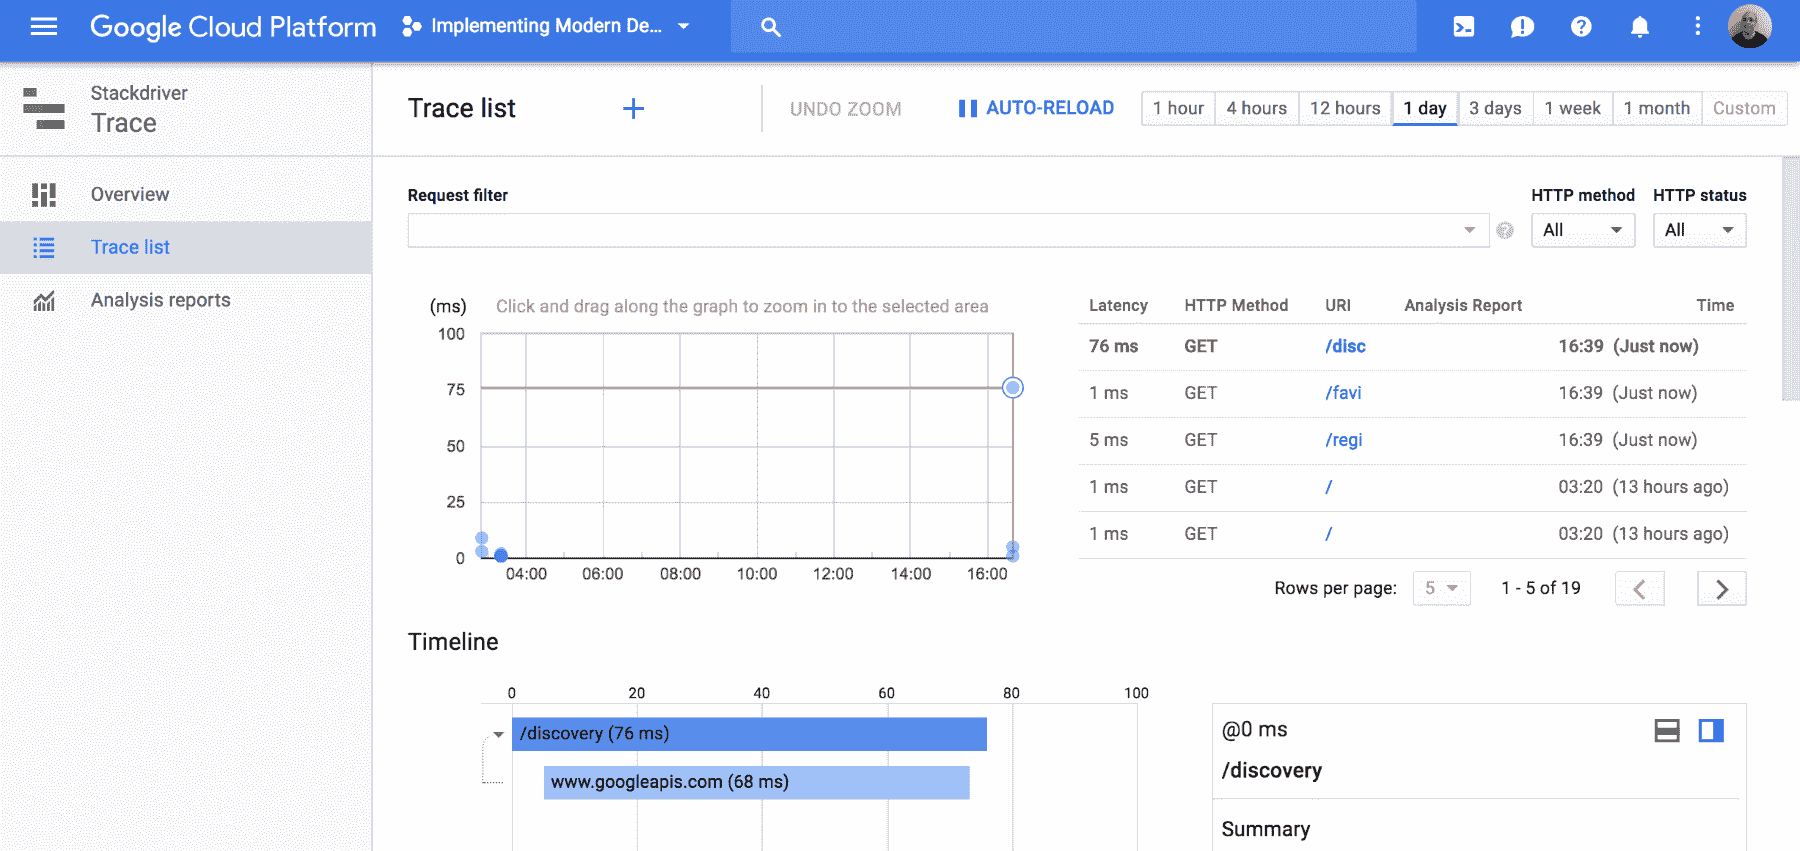 Google Cloud Platform Implementing Modern De...
Stackdriver
Trace
Trace list + UNDO ZOOM AUTO-RELOAD 1 hour 4 hours 12 hours 1 day 3 days 1 week 1 month Custom
Overview
Trace list
Analysis reports
Request filter HTTP method HTTP status
All All
(ms) Click and drag along the graph to zoom in to the selected area
100
75
50
25
0
04:00 06:00 08:00 10:00 12:00 14:00 16:00
Latency HTTP Method URI Analysis Report Time
76 ms GET /disc 16:39 (Just now)
1 ms GET /favi 16:39 (Just now)
5 ms GET /regi 16:39 (Just now)
1 ms GET / 03:20 (13 hours ago)
1 ms GET / 03:20 (13 hours ago)
Rows per page: 5 1 - 5 of 19
Timeline
0 20 40 60 80 100
/discovery (76 ms)
www.googleapis.com (68 ms)
@0 ms
/discovery
Summary